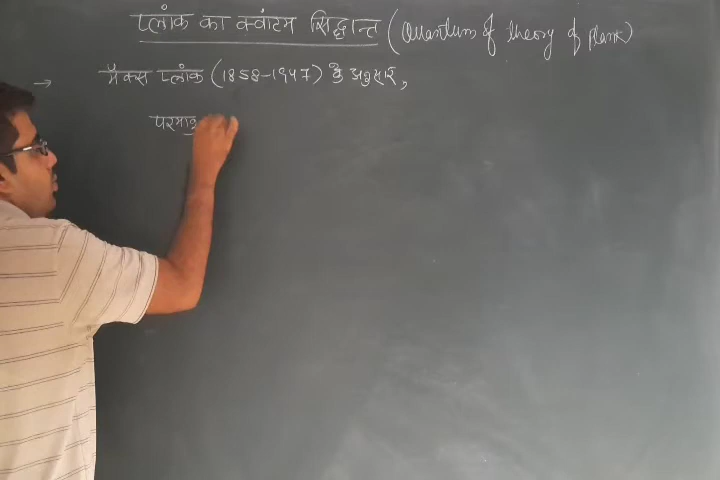 प्लांक का क्वांटम सिद्धान्त (Quantum of theory of plank)
→ मैक्स प्लांक (1858-1947) के अनुसार,
परमाणु